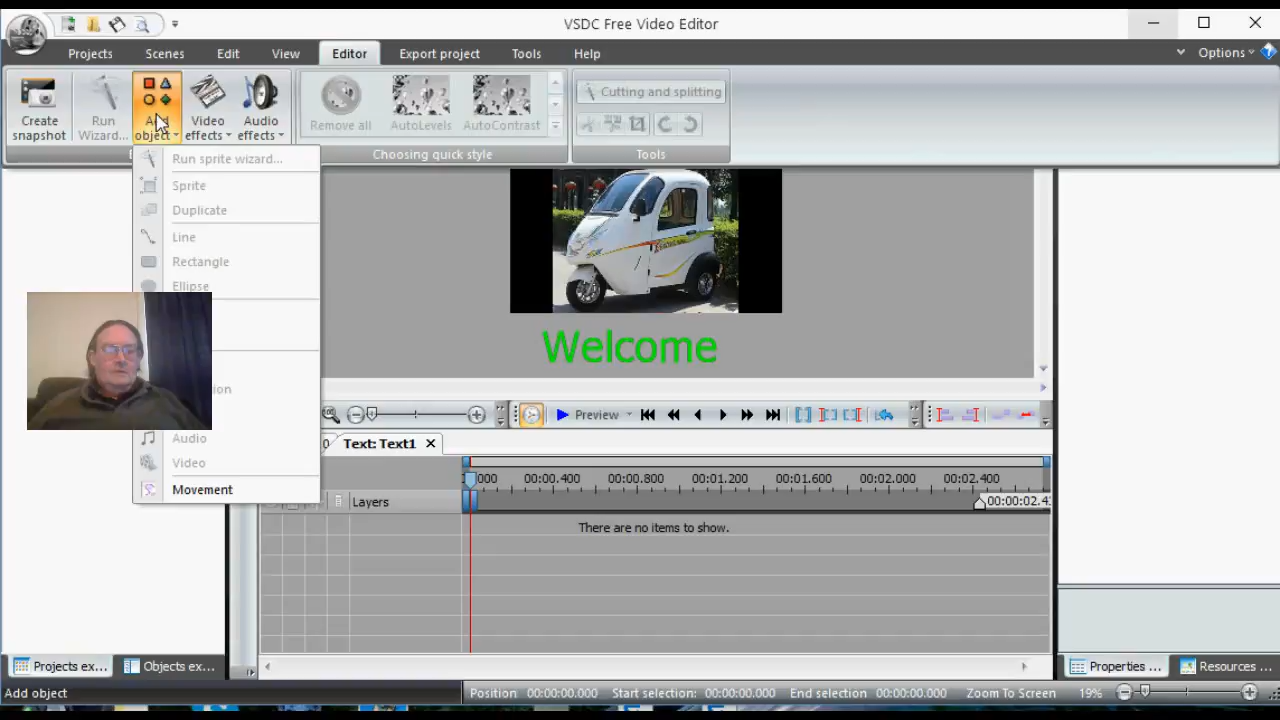 VSDC Free Video Editor
Projects Scenes Edit View Editor Export project Tools Help Options
Create snapshot
Run Wizard...
Add object
Video effects
Audio effects
Remove all
AutoLevels
AutoContrast
Cutting and splitting
Choosing quick style
Tools
Run sprite wizard...
Sprite
Duplicate
Line
Rectangle
Ellipse
Audio
Video
Movement
Welcome
Preview
Text: Text1
00:00.400 00:00.800 00:01.200 00:01.600 00:02.000 00:02.400
Layers
There are no items to show.
Projects ex... Objects ex... Properties ... Resources ...
Add object Position 00:00:00.000 Start selection: 00:00:00.000 End selection 00:00:00.000 Zoom To Screen 19%